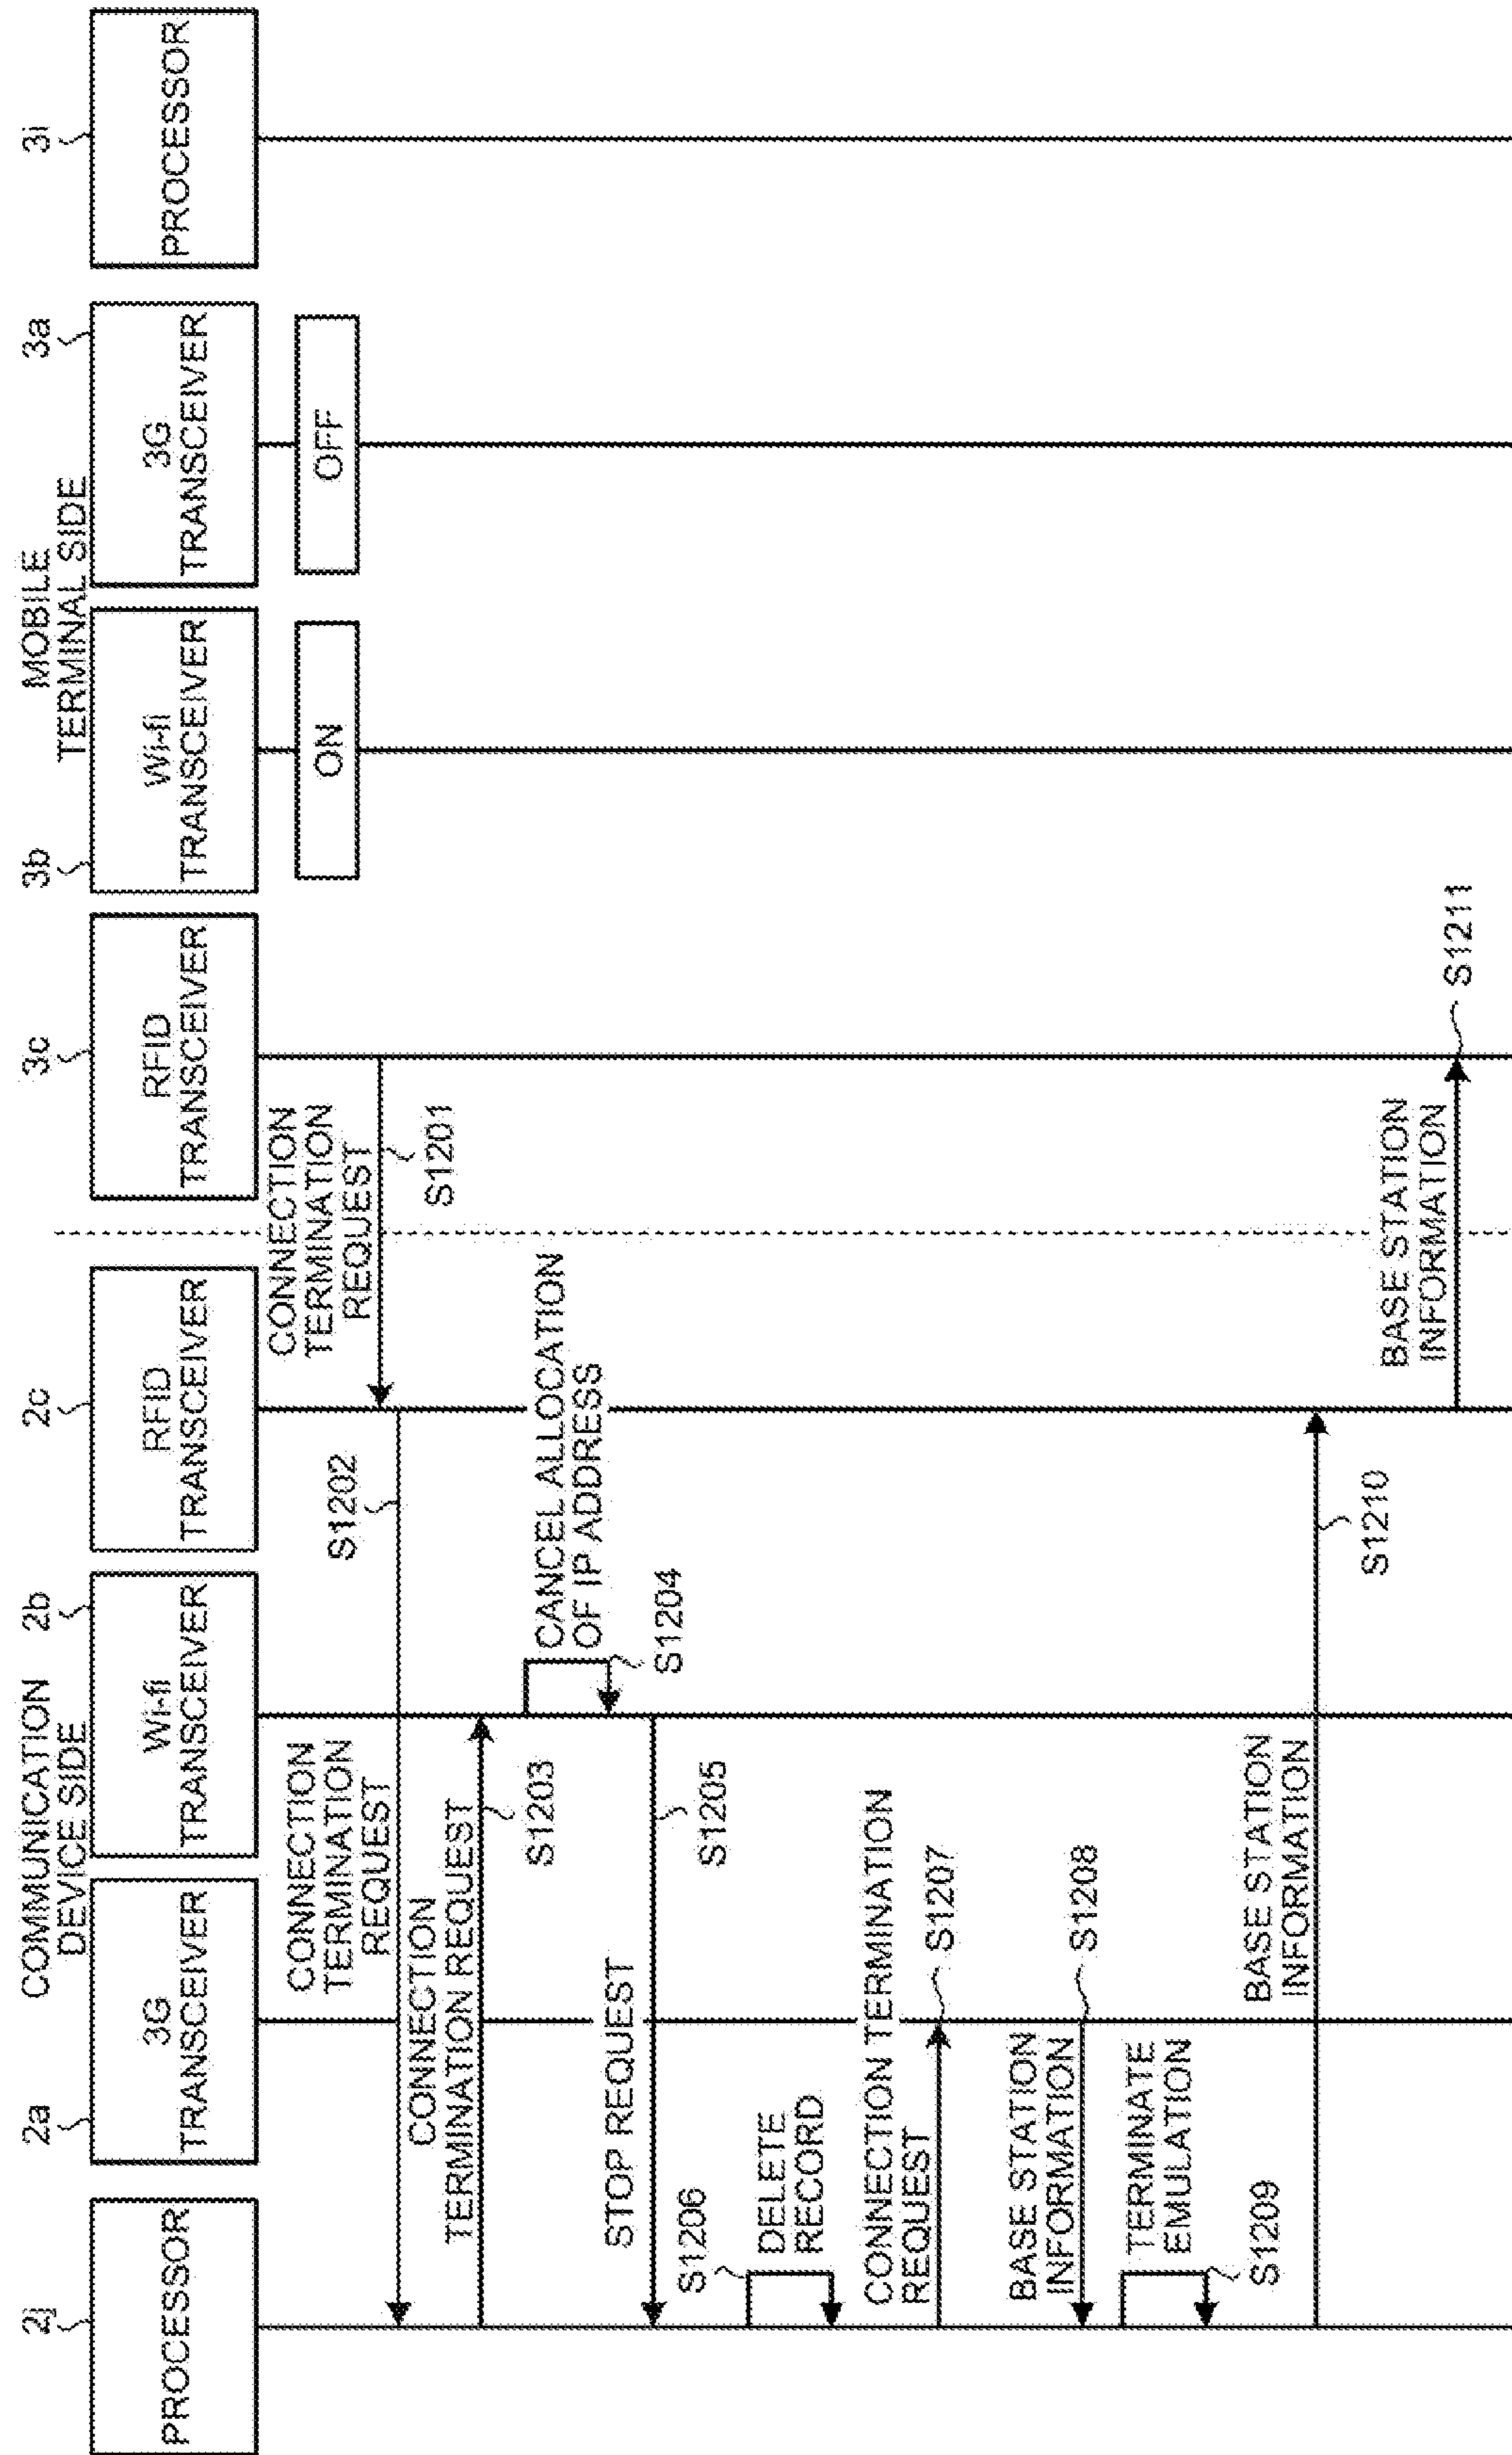 COMMUNICATION
DEVICE SIDE
MOBILE
TERMINAL SIDE
2j
PROCESSOR
2a
3G
TRANSCEIVER
2b
Wi-fi
TRANSCEIVER
2c
RFID
TRANSCEIVER
3c
RFID
TRANSCEIVER
3b
Wi-fi
TRANSCEIVER
3a
3G
TRANSCEIVER
3i
PROCESSOR
ON
OFF
CONNECTION
TERMINATION
REQUEST
S1201
S1202
CONNECTION
TERMINATION
REQUEST
CONNECTION
TERMINATION REQUEST
S1203
CANCEL ALLOCATION
OF IP ADDRESS
S1204
STOP REQUEST
S1205
S1206
DELETE
RECORD
CONNECTION TERMINATION
REQUEST
S1207
BASE STATION
INFORMATION
S1208
TERMINATE
EMULATION
S1209
BASE STATION
INFORMATION
S1210
BASE STATION
INFORMATION
S1211